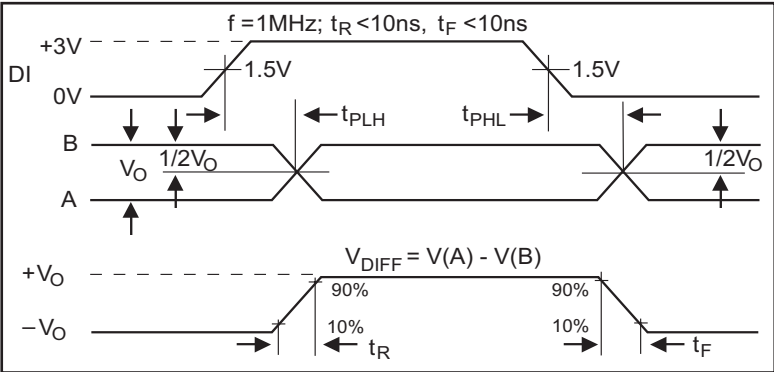 f = 1MHz; tR <10ns, tF <10ns
+3V
DI
1.5V
1.5V
0V
tPLH
tPHL
B
VO
1/2VO
1/2VO
A
VDIFF = V(A) - V(B)
+VO
90%
90%
−VO
10%
10%
tR
tF